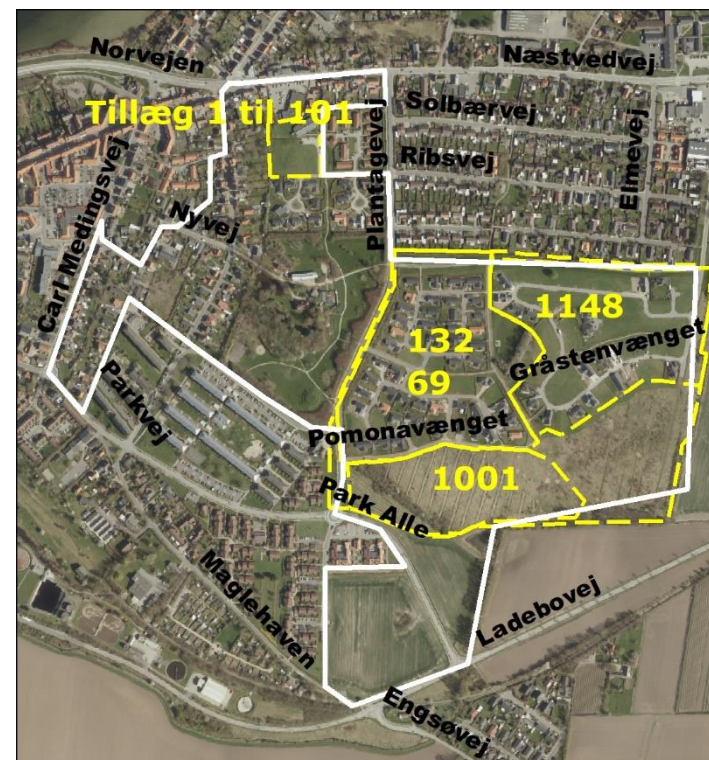 Norvejen
Næstvedvej
Tillæg 1 til 101
Solbærvej
Plantagevej
Ribsvej
Elmevej
Nyvej
Carl Medingsvej
1148
132
Gråstenvænget
69
Parkvej
Pomonavænget
1001
Park Alle
Maglehaven
Ladebovej
Engsøvej